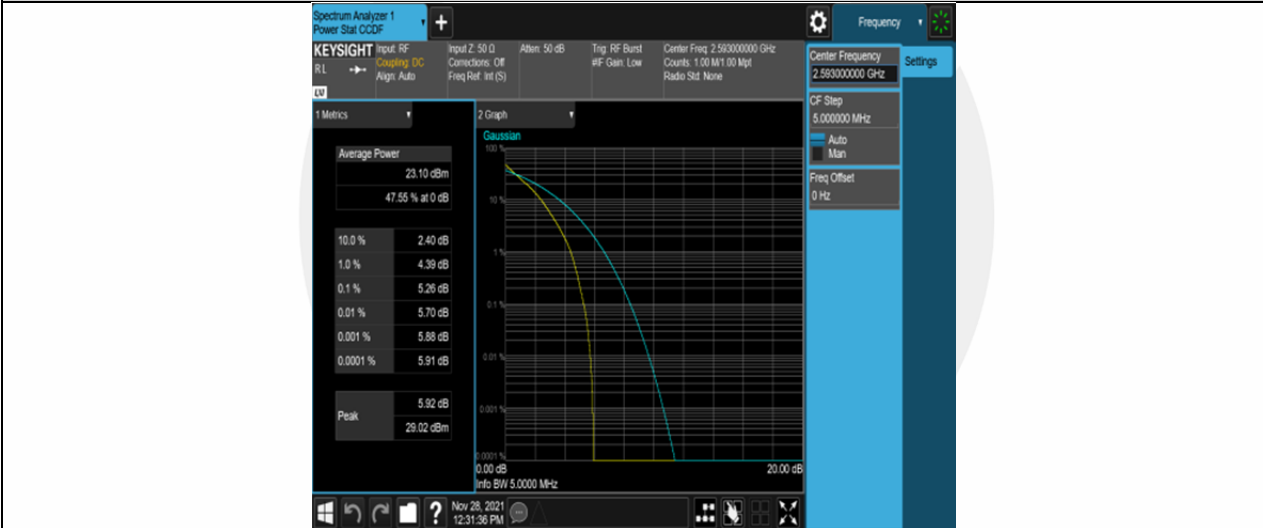 Spectrum Analyzer 1
Power Stat CCDF
Frequency
KEYSIGHT
R L
LV
Input: RF
Coupling: DC
Align: Auto
Input Z: 50 Ω
Corrections: Off
Freq Ref: Int (S)
Atten: 50 dB
Trig: RF Burst
#IF Gain: Low
Center Freq: 2.593000000 GHz
Counts: 1.00 M/1.00 Mpt
Radio Std: None
Center Frequency
2.593000000 GHz
Settings
CF Step
5.000000 MHz
Auto
Man
Freq Offset
0 Hz
1 Metrics
Average Power
23.10 dBm
47.55 % at 0 dB
10.0 % 2.40 dB
1.0 % 4.39 dB
0.1 % 5.26 dB
0.01 % 5.70 dB
0.001 % 5.88 dB
0.0001 % 5.91 dB
Peak 5.92 dB
29.02 dBm
2 Graph
Gaussian
100 %
10 %
1 %
0.1 %
0.01 %
0.001 %
0.0001 %
0.00 dB 20.00 dB
Info BW 5.0000 MHz
Nov 28, 2021
12:31:36 PM